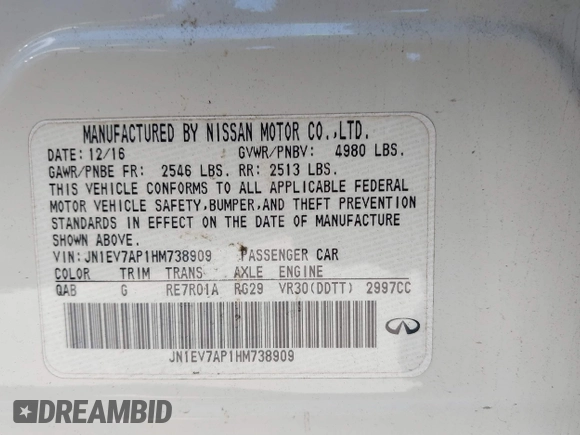 MANUFACTURED BY NISSAN MOTOR CO.,LTD.
DATE: 12/16 GVWR/PNBV: 4980 LBS.
GAWR/PNBE FR: 2546 LBS. RR: 2513 LBS.
THIS VEHICLE CONFORMS TO ALL APPLICABLE FEDERAL
MOTOR VEHICLE SAFETY,BUMPER,AND THEFT PREVENTION
STANDARDS IN EFFECT ON THE DATE OF MANUFACTURE
SHOWN ABOVE.
VIN: JN1EV7AP1HM738909 PASSENGER CAR
COLOR TRIM TRANS AXLE ENGINE
QAB G RE7R01A RG29 VR30(DDTT) 2997CC
JN1EV7AP1HM738909
DREAMBID